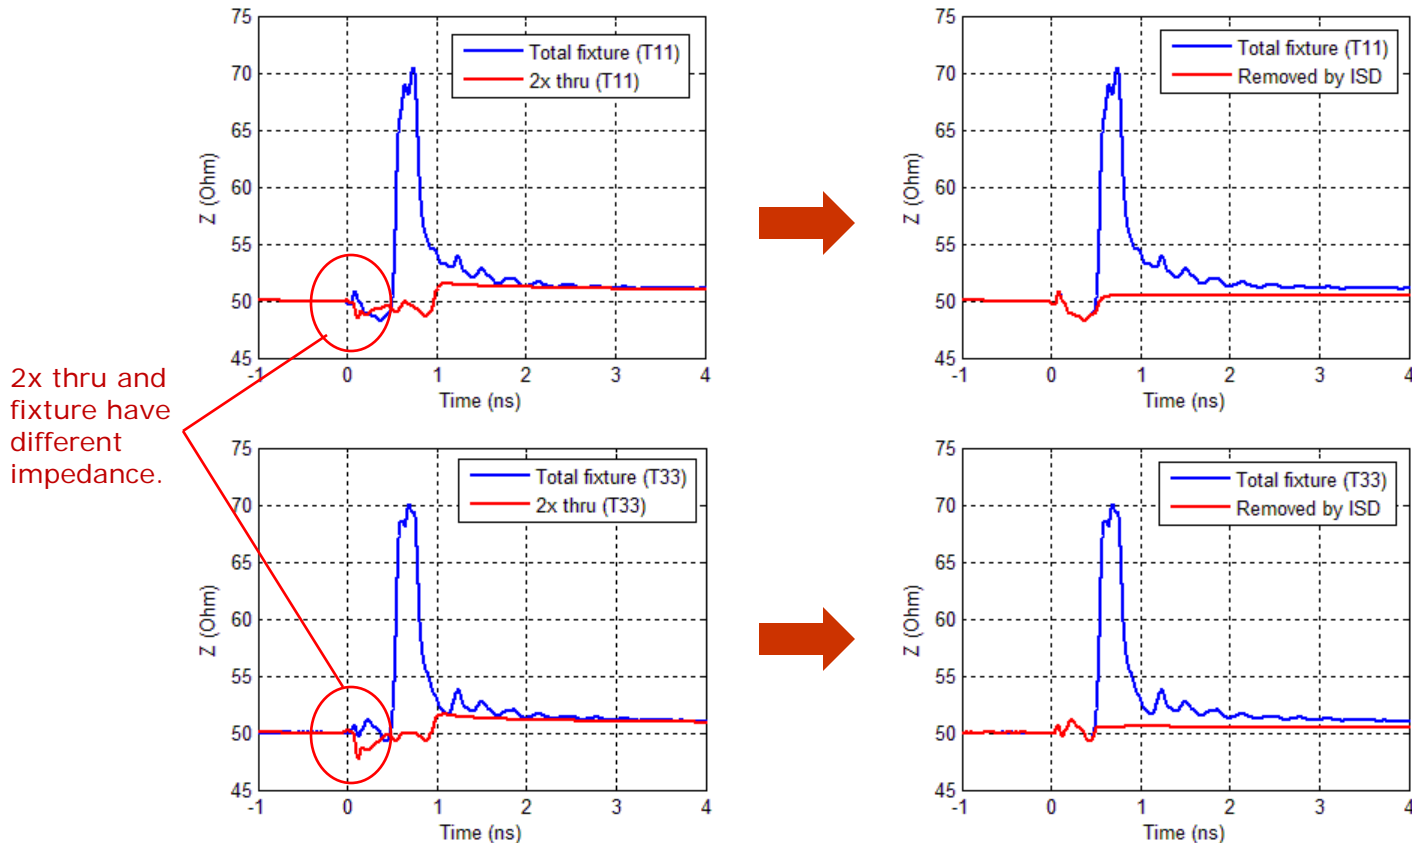 75
70
65
60
55
50
45
Z (Ohm)
-1 0 1 2 3 4
Time (ns)
Total fixture (T11)
2x thru (T11)
75
70
65
60
55
50
45
Z (Ohm)
-1 0 1 2 3 4
Time (ns)
Total fixture (T11)
Removed by ISD
2x thru and
fixture have
different
impedance.
75
70
65
60
55
50
45
Z (Ohm)
-1 0 1 2 3 4
Time (ns)
Total fixture (T33)
2x thru (T33)
75
70
65
60
55
50
45
Z (Ohm)
-1 0 1 2 3 4
Time (ns)
Total fixture (T33)
Removed by ISD